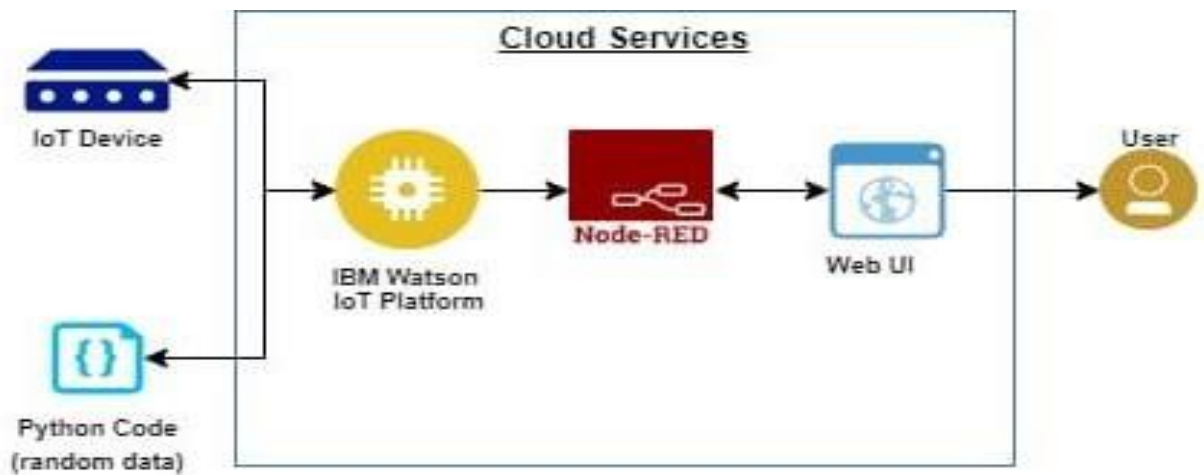 Cloud Services
IoT Device
User
Node-RED
Web UI
IBM Watson
IoT Platform
{}
Python Code
(random data)